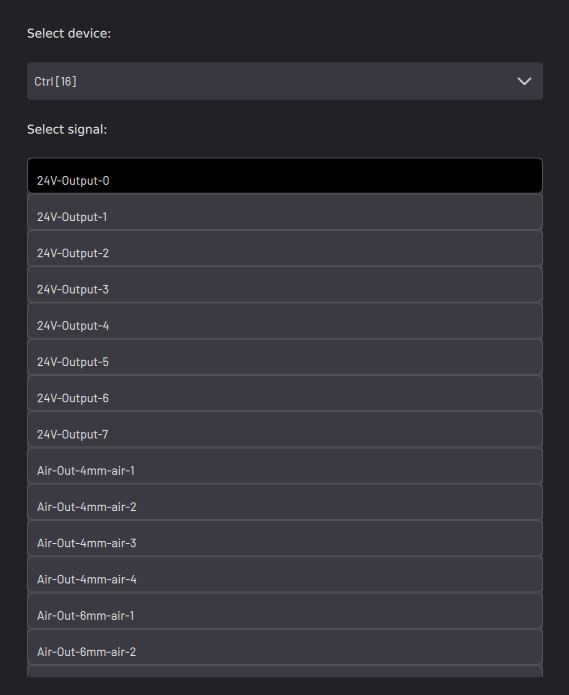 Select device:
Ctrl [16]
Select signal:
24V-Output-0
24V-Output-1
24V-Output-2
24V-Output-3
24V-Output-4
24V-Output-5
24V-Output-6
24V-Output-7
Air-Out-4mm-air-1
Air-Out-4mm-air-2
Air-Out-4mm-air-3
Air-Out-4mm-air-4
Air-Out-6mm-air-1
Air-Out-6mm-air-2